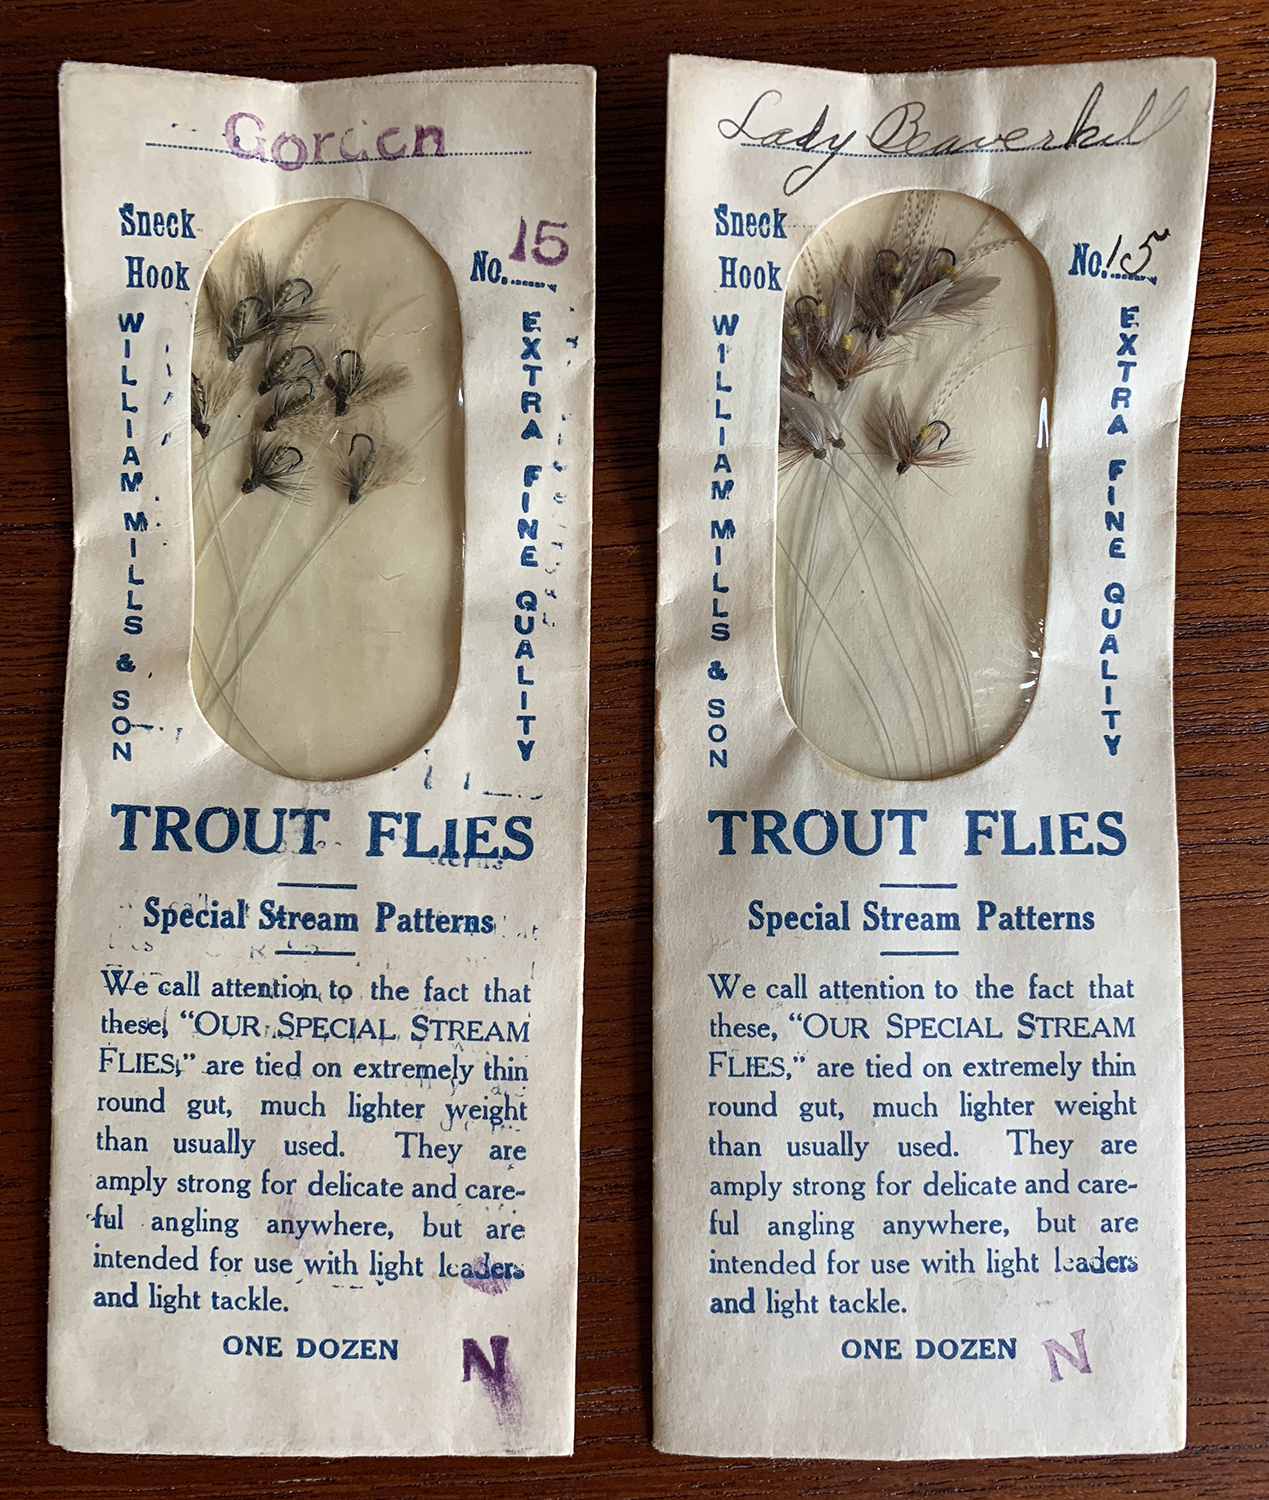 Gordon
Sneck
Hook
No. 15
WILLIAM MILLS & SON
EXTRA FINE QUALITY
TROUT FLIES
Special Stream Patterns
We call attention to the fact that
these, "OUR SPECIAL STREAM
FLIES," are tied on extremely thin
round gut, much lighter weight
than usually used. They are
amply strong for delicate and care-
ful angling anywhere, but are
intended for use with light leaders
and light tackle.
ONE DOZEN
N
Lady Beaverkill
Sneck
Hook
No. 15
WILLIAM MILLS & SON
EXTRA FINE QUALITY
TROUT FLIES
Special Stream Patterns
We call attention to the fact that
these, "OUR SPECIAL STREAM
FLIES," are tied on extremely thin
round gut, much lighter weight
than usually used. They are
amply strong for delicate and care-
ful angling anywhere, but are
intended for use with light leaders
and light tackle.
ONE DOZEN
N